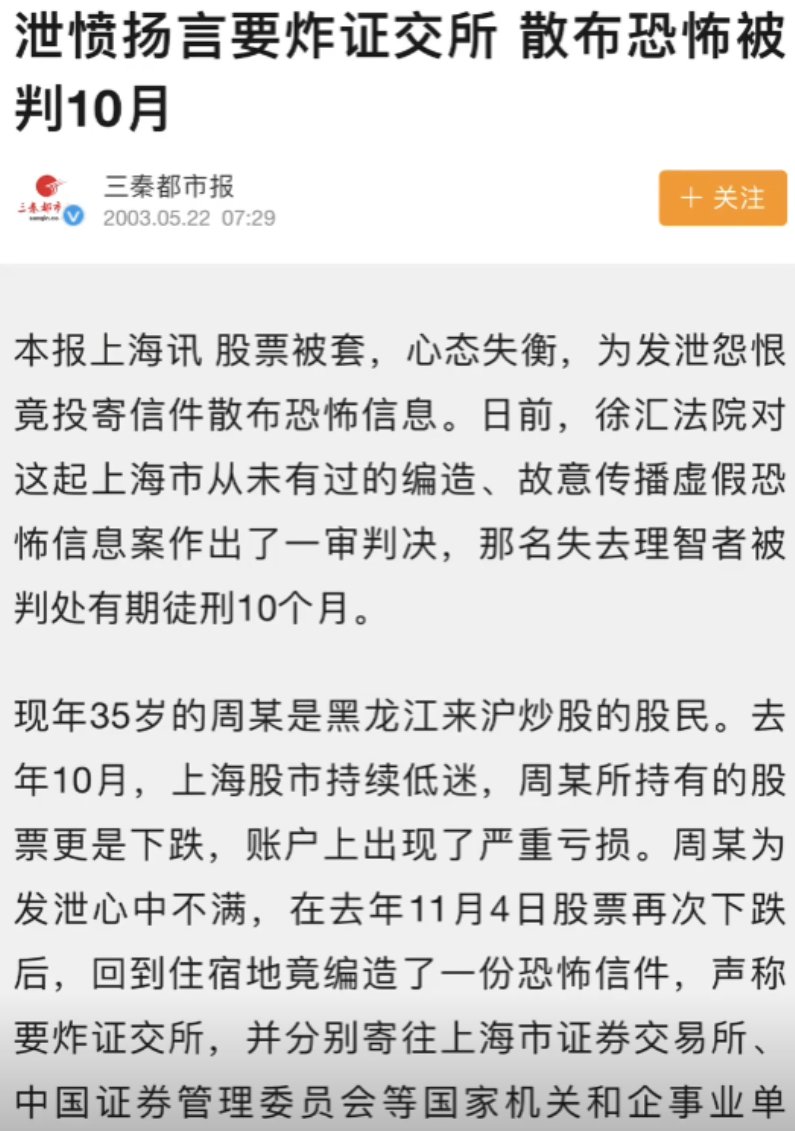 泄愤扬言要炸证交所 散布恐怖被
判10月
三秦都市报
2003.05.22 07:29
+ 关注
三秦都市
本报上海讯 股票被套，心态失衡，为发泄怨恨
竟投寄信件散布恐怖信息。日前，徐汇法院对
这起上海市从未有过的编造、故意传播虚假恐
怖信息案作出了一审判决，那名失去理智者被
判处有期徒刑10个月。
现年35岁的周某是黑龙江来沪炒股的股民。去
年10月，上海股市持续低迷，周某所持有的股
票更是下跌，账户上出现了严重亏损。周某为
发泄心中不满，在去年11月4日股票再次下跌
后，回到住宿地竟编造了一份恐怖信件，声称
要炸证交所，并分别寄往上海市证券交易所、
中国证券管理委员会等国家机关和企事业单